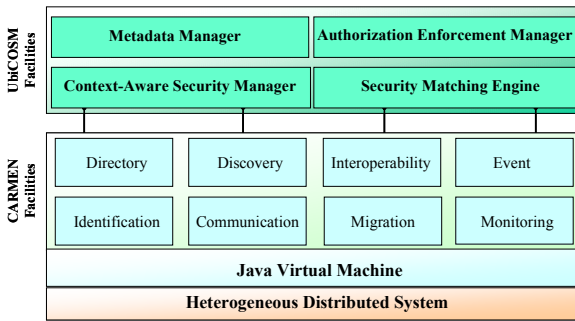 UbiCOSM
Facilities
Metadata Manager
Authorization Enforcement Manager
Context-Aware Security Manager
Security Matching Engine
CARMEN
Facilities
Directory
Discovery
Interoperability
Event
Identification
Communication
Migration
Monitoring
Java Virtual Machine
Heterogeneous Distributed System